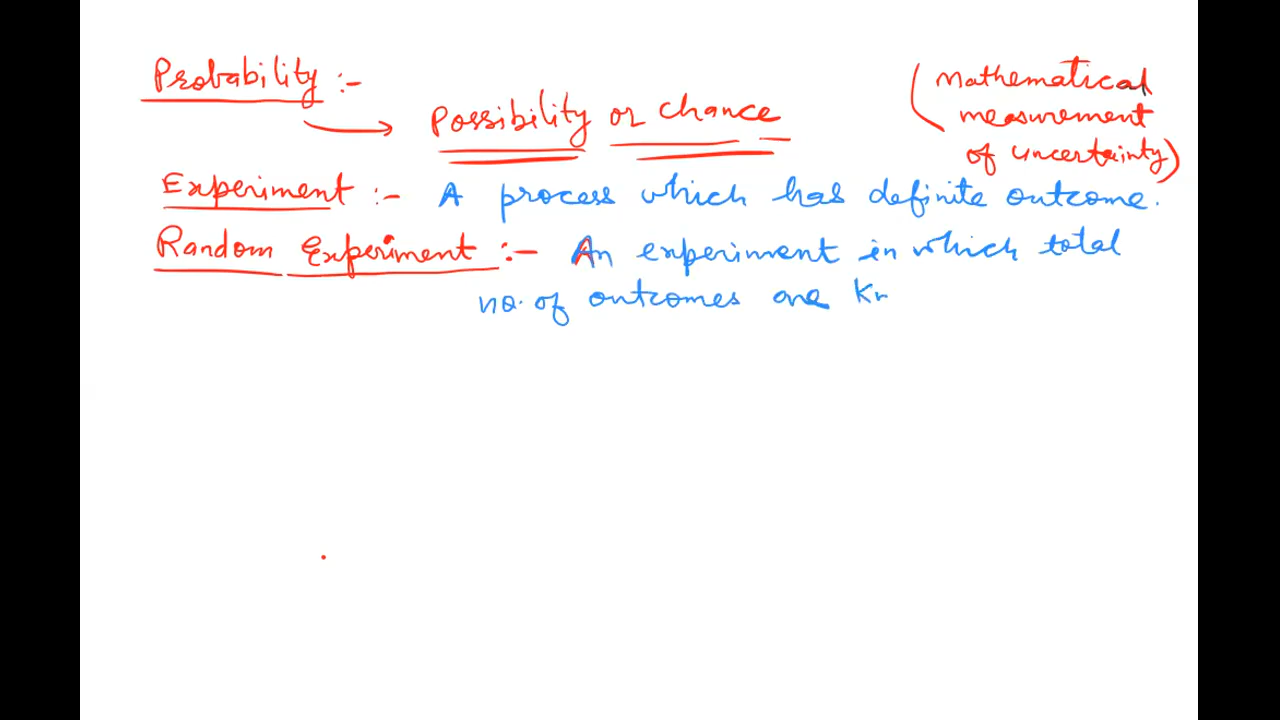 Probability :-
Possibility or chance
(Mathematical
measurement
of uncertainty)
Experiment :- A process which has definite outcome.
Random Experiment :- An experiment in which total
no. of outcomes are Kn